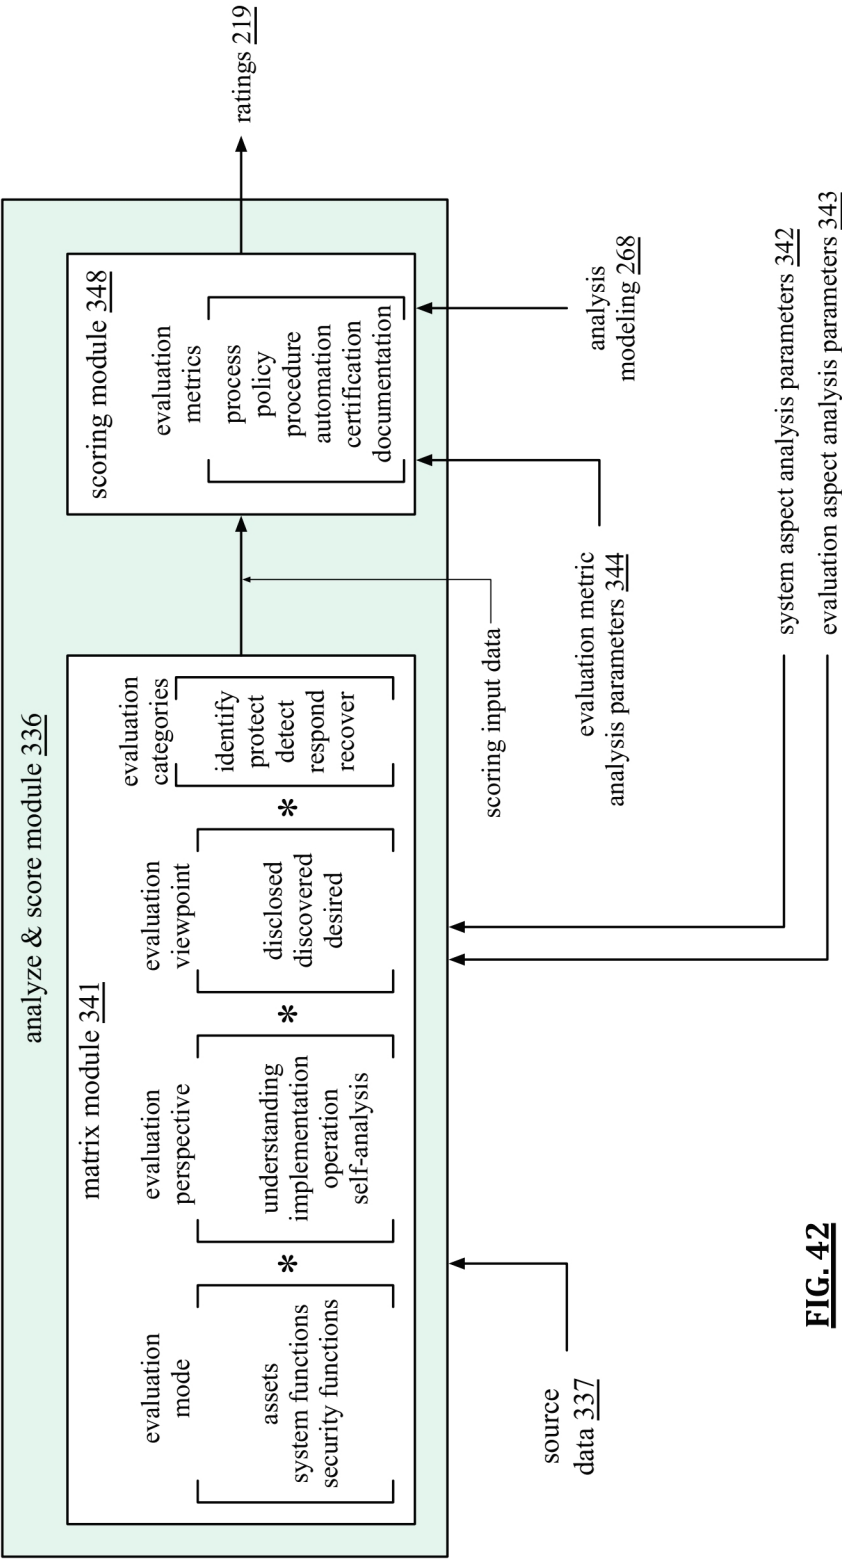 analyze & score module 336
matrix module 341
evaluation
mode
assets
system functions
security functions
*
evaluation
perspective
understanding
implementation
operation
self-analysis
*
evaluation
viewpoint
disclosed
discovered
desired
*
evaluation
categories
identify
protect
detect
respond
recover
scoring module 348
evaluation
metrics
process
policy
procedure
automation
certification
documentation
ratings 219
source
data 337
scoring input data
evaluation metric
analysis parameters 344
analysis
modeling 268
system aspect analysis parameters 342
evaluation aspect analysis parameters 343
FIG. 42